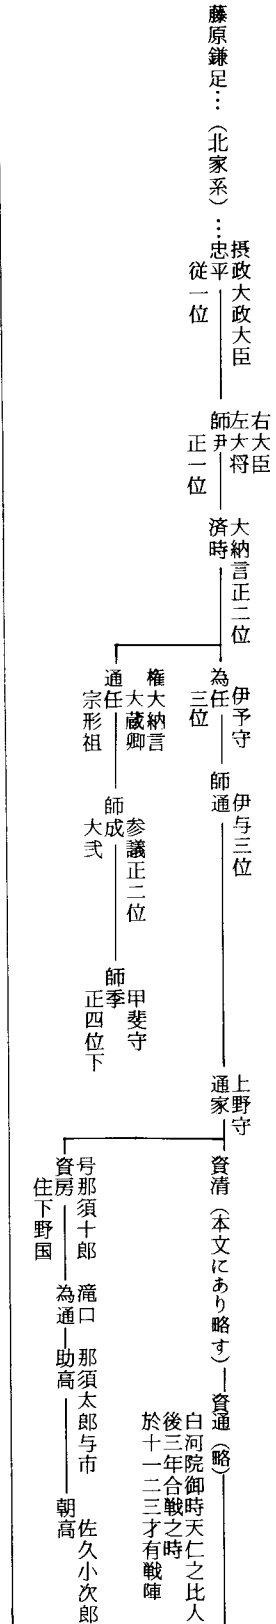 藤原鎌足…（北家系）…
摂政大政大臣
忠平
従一位
右大臣
左大将
師尹
正一位
大納言正二位
済時
伊予守
為任
三位
伊与三位
師通
上野守
通家
資清（本文にあり略す）
資通（略）
白河院御時天仁之比人
後三年合戦之時
於十一二三才有戦陣
権大納言
大蔵卿
通任
宗形祖
参議正二位
師成
大弐
甲斐守
師季
正四位下
号那須十郎
資房
住下野国
滝口
為通
那須太郎与市
助高
佐久小次郎
朝高